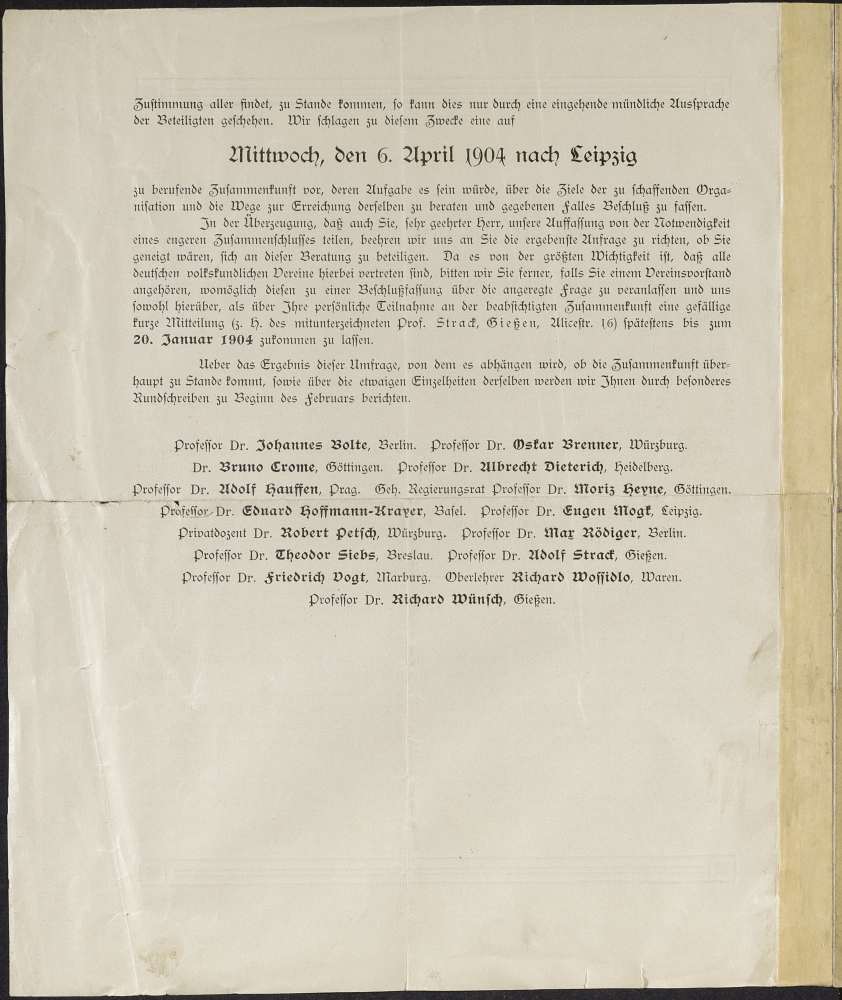 Zustimmung aller findet, zu Stande kommen, so kann dies nur durch eine eingehende mündliche Aussprache
der Beteiligten geschehen. Wir schlagen zu diesem Zwecke eine auf
Mittwoch, den 6. April 1904 nach Leipzig
zu berufende Zusammenkunft vor, deren Aufgabe es sein würde, über die Ziele der zu schaffenden Orga-
nisation und die Wege zur Erreichung derselben zu beraten und gegebenen Falles Beschluß zu fassen.
In der Überzeugung, daß auch Sie, sehr geehrter Herr, unsere Auffassung von der Notwendigkeit
eines engeren Zusammenschlusses teilen, beehren wir uns an Sie die ergebenste Anfrage zu richten, ob Sie
geneigt wären, sich an dieser Beratung zu beteiligen. Da es von der größten Wichtigkeit ist, daß alle
deutschen volkskundlichen Vereine hierbei vertreten sind, bitten wir Sie ferner, falls Sie einem Vereinsvorstand
angehören, womöglich diesen zu einer Beschlußfassung über die angeregte Frage zu veranlassen und uns
sowohl hierüber, als über Ihre persönliche Teilnahme an der beabsichtigten Zusammenkunft eine gefällige
kurze Mitteilung (z. H. des mitunterzeichneten Prof. Strack, Gießen, Alicestr. 16) spätestens bis zum
20. Januar 1904 zukommen zu lassen.
Ueber das Ergebnis dieser Umfrage, von dem es abhängen wird, ob die Zusammenkunft über-
haupt zu Stande kommt, sowie über die etwaigen Einzelheiten derselben werden wir Ihnen durch besonderes
Rundschreiben zu Beginn des Februars berichten.
Professor Dr. Johannes Bolte, Berlin. Professor Dr. Oskar Brenner, Würzburg.
Dr. Bruno Crome, Göttingen. Professor Dr. Albrecht Dieterich, Heidelberg.
Professor Dr. Adolf Hauffen, Prag. Geh. Regierungsrat Professor Dr. Moriz Heyne, Göttingen.
Professor Dr. Eduard Hoffmann-Krayer, Basel. Professor Dr. Eugen Mogk, Leipzig.
Privatdozent Dr. Robert Petsch, Würzburg. Professor Dr. Max Rödiger, Berlin.
Professor Dr. Theodor Siebs, Breslau. Professor Dr. Adolf Strack, Gießen.
Professor Dr. Friedrich Vogt, Marburg. Oberlehrer Richard Wossidlo, Waren.
Professor Dr. Richard Wünsch, Gießen.